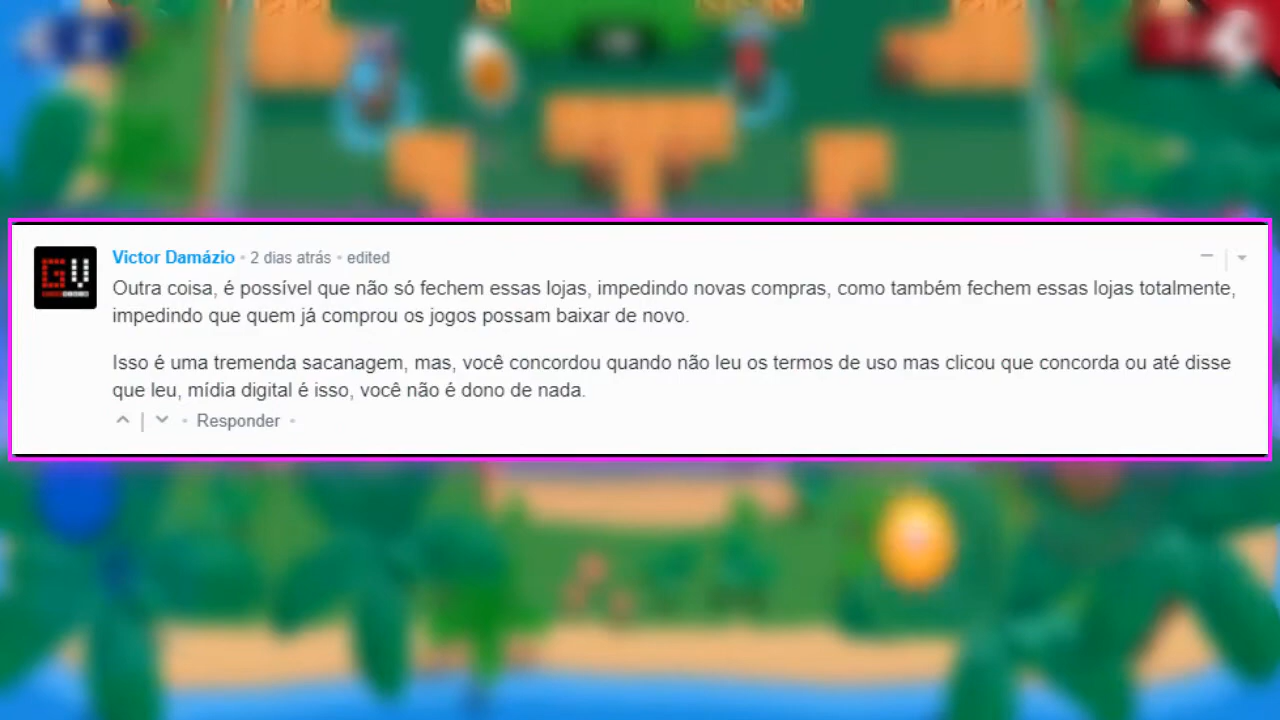 Victor Damázio • 2 dias atrás • edited
Outra coisa, é possível que não só fechem essas lojas, impedindo novas compras, como também fechem essas lojas totalmente,
impedindo que quem já comprou os jogos possam baixar de novo.
Isso é uma tremenda sacanagem, mas, você concordou quando não leu os termos de uso mas clicou que concorda ou até disse
que leu, mídia digital é isso, você não é dono de nada.
Responder